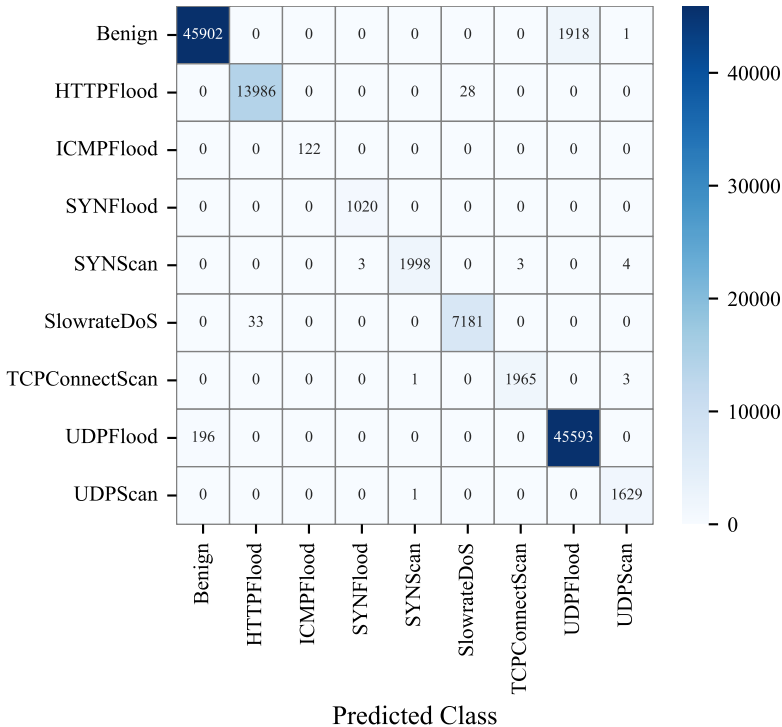 Benign 45902 0 0 0 0 0 0 1918 1
HTTPFlood 0 13986 0 0 0 28 0 0 0
ICMPFlood 0 0 122 0 0 0 0 0 0
SYNFlood 0 0 0 1020 0 0 0 0 0
SYNScan 0 0 0 3 1998 0 3 0 4
SlowrateDoS 0 33 0 0 0 7181 0 0 0
TCPConnectScan 0 0 0 0 1 0 1965 0 3
UDPFlood 196 0 0 0 0 0 0 45593 0
UDPScan 0 0 0 0 1 0 0 0 1629
Benign
HTTPFlood
ICMPFlood
SYNFlood
SYNScan
SlowrateDoS
TCPConnectScan
UDPFlood
UDPScan
Predicted Class
40000
30000
20000
10000
0